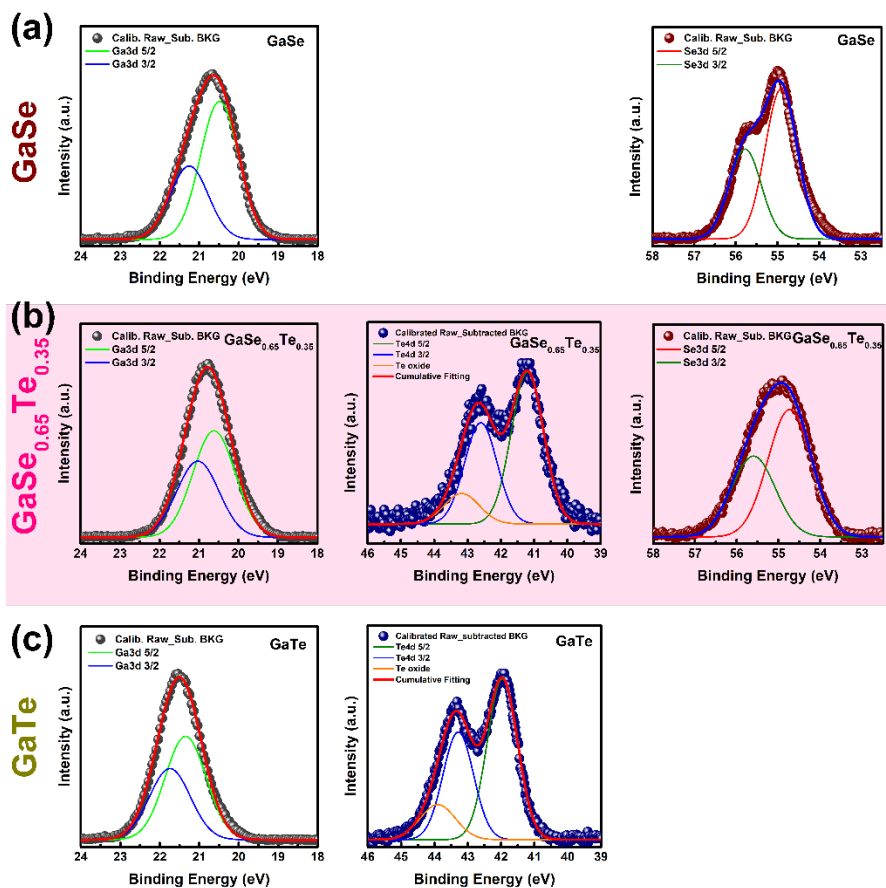 (a)
GaSe
Calib. Raw_Sub. BKG
Ga3d 5/2
Ga3d 3/2
GaSe
Intensity (a.u.)
24 23 22 21 20 19 18
Binding Energy (eV)
Calib. Raw_Sub. BKG
Se3d 5/2
Se3d 3/2
GaSe
Intensity (a.u.)
58 57 56 55 54 53
Binding Energy (eV)
(b)
GaSe0.65Te0.35
Calib. Raw_Sub. BKG
Ga3d 5/2
Ga3d 3/2
GaSe0.65Te0.35
Intensity (a.u.)
24 23 22 21 20 19 18
Binding Energy (eV)
Calibrated Raw_Subtracted BKG
Te4d 5/2
Te4d 3/2
Te oxide
Cumulative Fitting
GaSe0.65Te0.35
Intensity (a.u.)
46 45 44 43 42 41 40 39
Binding Energy (eV)
Calib. Raw_Sub. BKG
Se3d 5/2
Se3d 3/2
GaSe0.65Te0.35
Intensity (a.u.)
58 57 56 55 54 53
Binding Energy (eV)
(c)
GaTe
Calib. Raw_Sub. BKG
Ga3d 5/2
Ga3d 3/2
GaTe
Intensity (a.u.)
24 23 22 21 20 19 18
Binding Energy (eV)
Calibrated Raw_subtracted BKG
Te4d 5/2
Te4d 3/2
Te oxide
Cumulative Fitting
GaTe
Intensity (a.u.)
46 45 44 43 42 41 40 39
Binding Energy (eV)